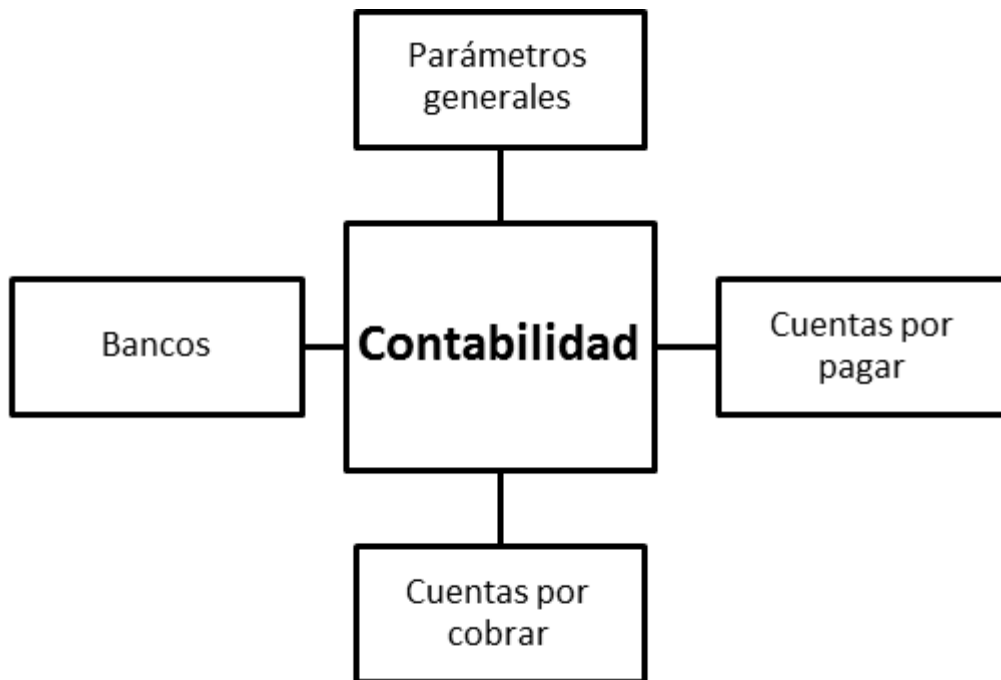 Parámetros
generales
Bancos
Contabilidad
Cuentas por
pagar
Cuentas por
cobrar